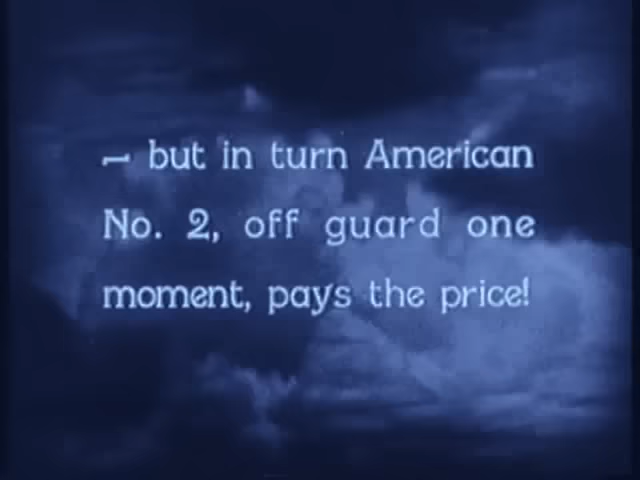 — but in turn American
No. 2, off guard one
moment, pays the price!